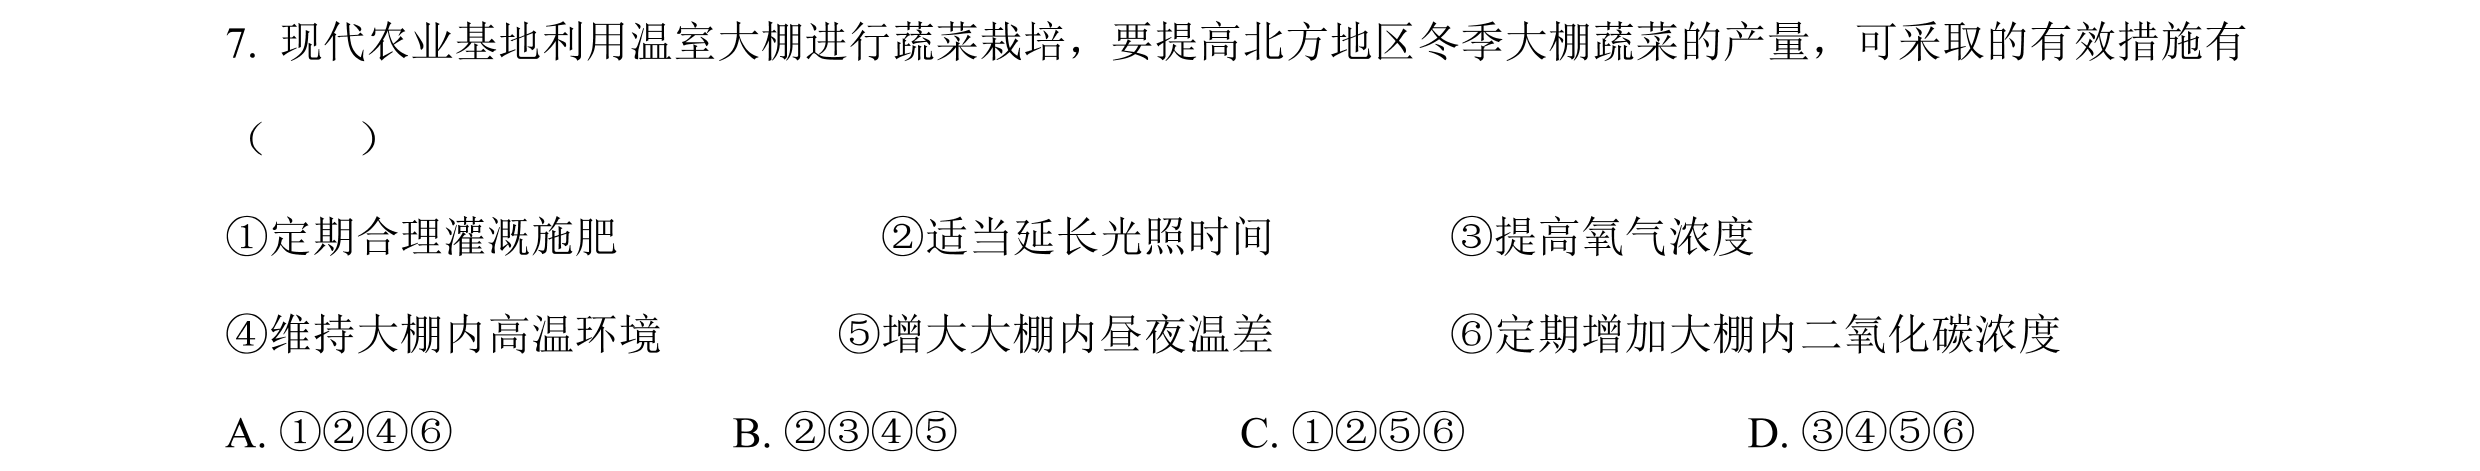 7. 现代农业基地利用温室大棚进行蔬菜栽培，要提高北方地区冬季大棚蔬菜的产量，可采取的有效措施有
（　　）
①定期合理灌溉施肥 ②适当延长光照时间 ③提高氧气浓度
④维持大棚内高温环境 ⑤增大大棚内昼夜温差 ⑥定期增加大棚内二氧化碳浓度
A. ①②④⑥ B. ②③④⑤ C. ①②⑤⑥ D. ③④⑤⑥